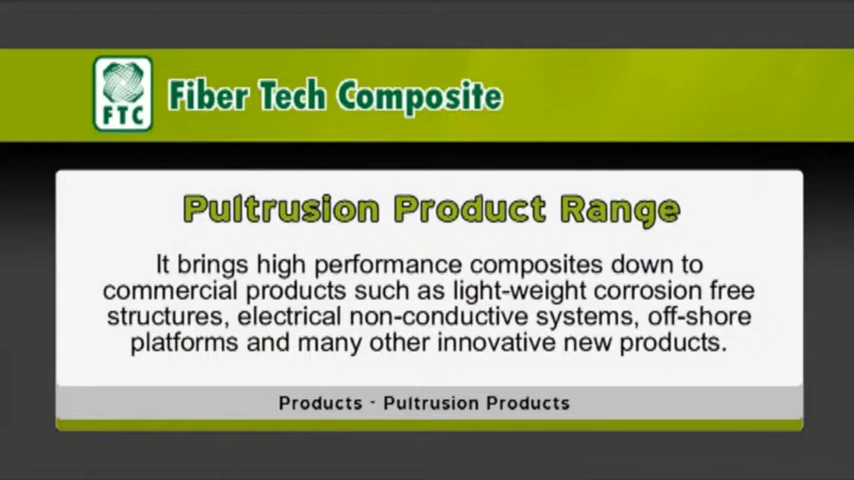 FTC
Fiber Tech Composite
Pultrusion Product Range
It brings high performance composites down to
commercial products such as light-weight corrosion free
structures, electrical non-conductive systems, off-shore
platforms and many other innovative new products.
Products - Pultrusion Products